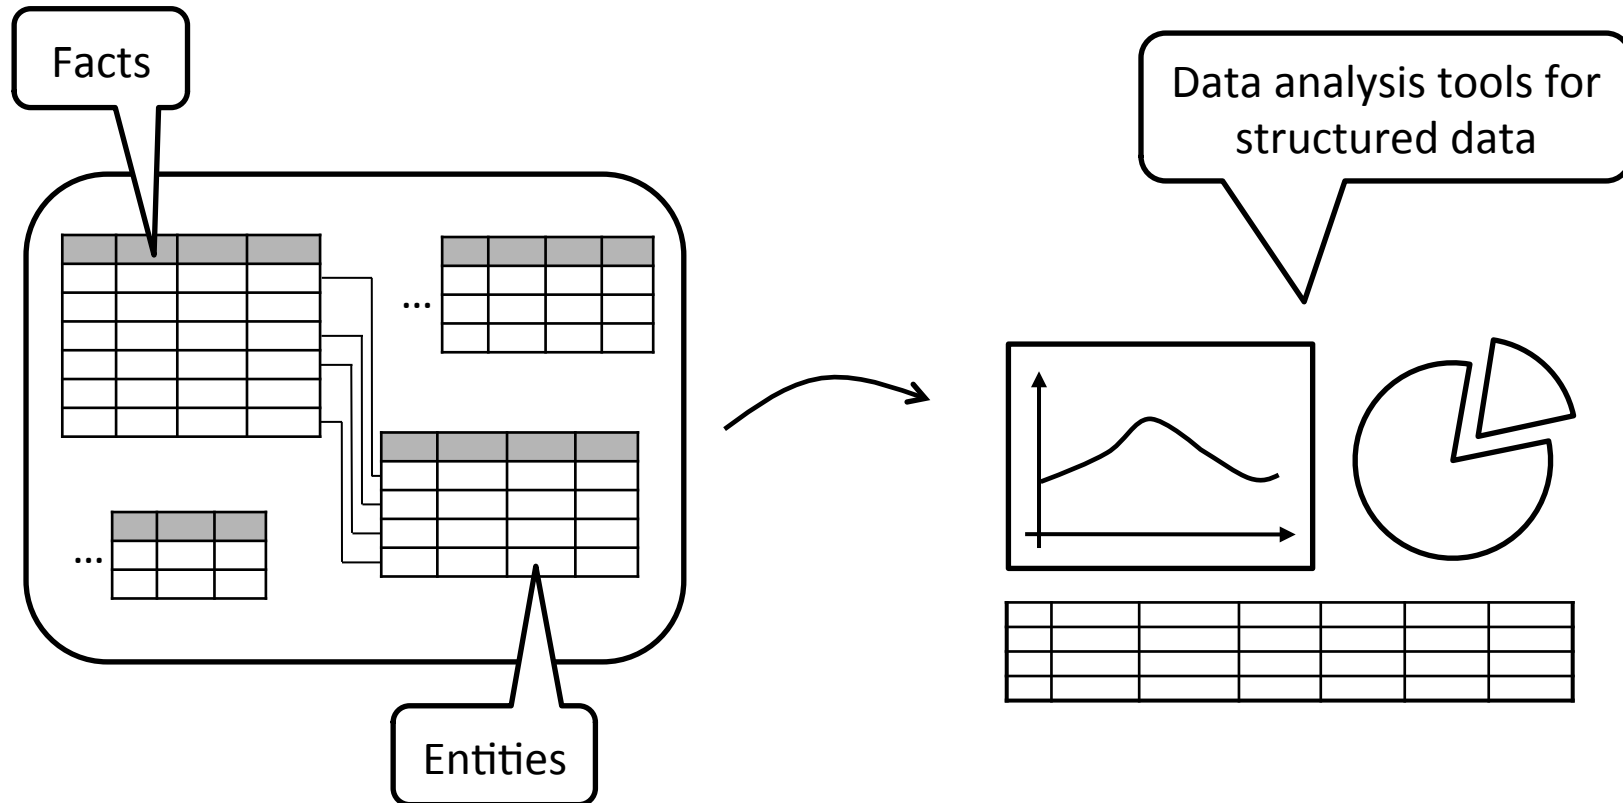 Facts
Data analysis tools for
structured data
...
...
Entities